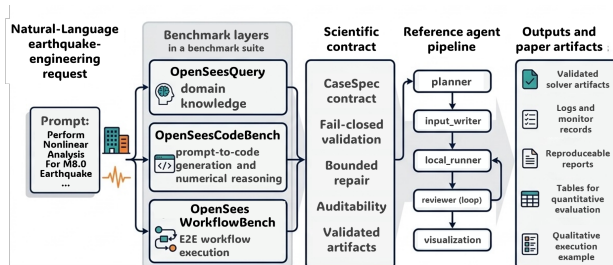 Natural-Language
earthquake-
engineering
request
Prompt:
Perform
Nonlinear
Analysis
For M8.0
Earthquake
...
Benchmark layers
in a benchmark suite
OpenSeesQuery
domain
knowledge
OpenSeesCodeBench
prompt-to-code
generation and
numerical reasoning
OpenSees
WorkflowBench
E2E workflow
execution
Scientific
contract
CaseSpec
contract
Fail-closed
validation
Bounded
repair
Auditability
Validated
artifacts
Reference agent
pipeline
planner
input_writer
local_runner
reviewer (loop)
visualization
Outputs and
paper artifacts
Validated
solver artifacts
Logs and
monitor
records
Reproduceable
reports
Tables for
quantitative
evaluation
Qualitative
execution
example